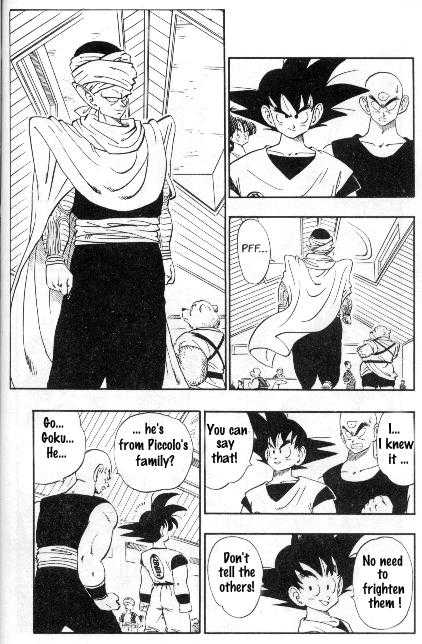 PFF...
Go...
Goku...
He...
... he's
from Piccolo's
family?
You can
say
that!
I...
I knew
it ...
Don't
tell the
others!
No need
to
frighten
them !